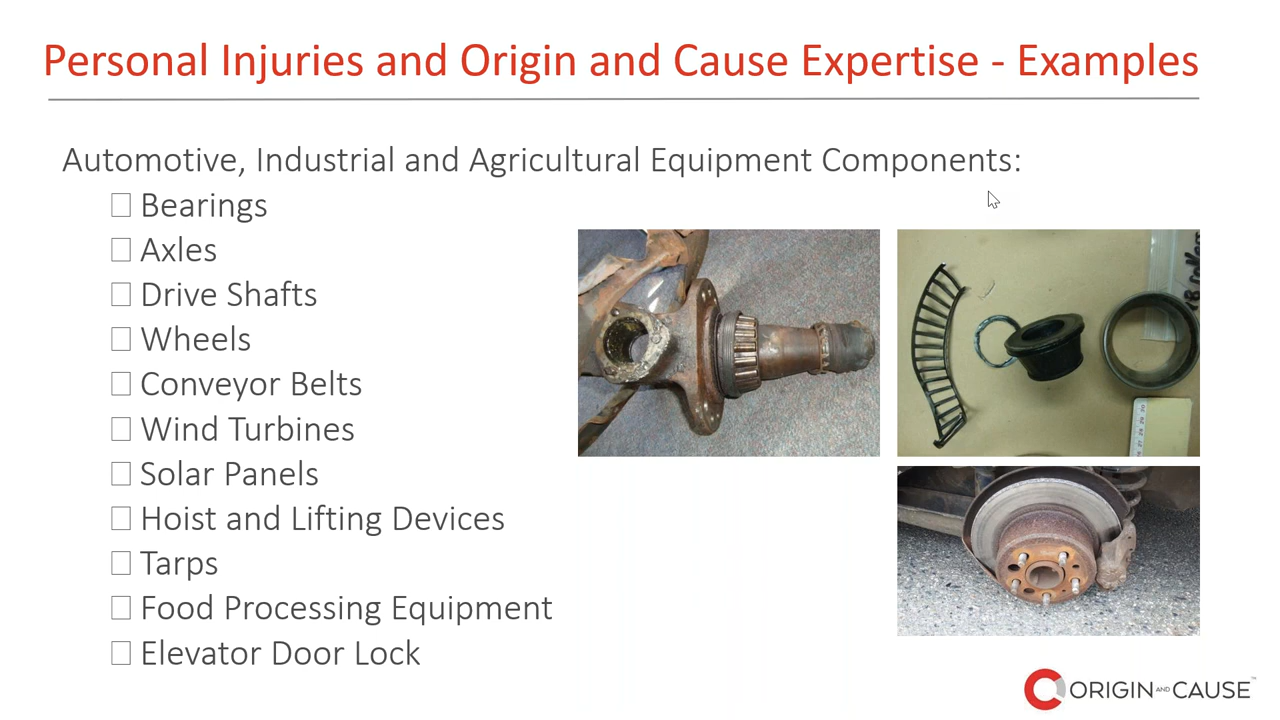 Personal Injuries and Origin and Cause Expertise - Examples
Automotive, Industrial and Agricultural Equipment Components:
Bearings
Axles
Drive Shafts
Wheels
Conveyor Belts
Wind Turbines
Solar Panels
Hoist and Lifting Devices
Tarps
Food Processing Equipment
Elevator Door Lock
ORIGIN AND CAUSE™